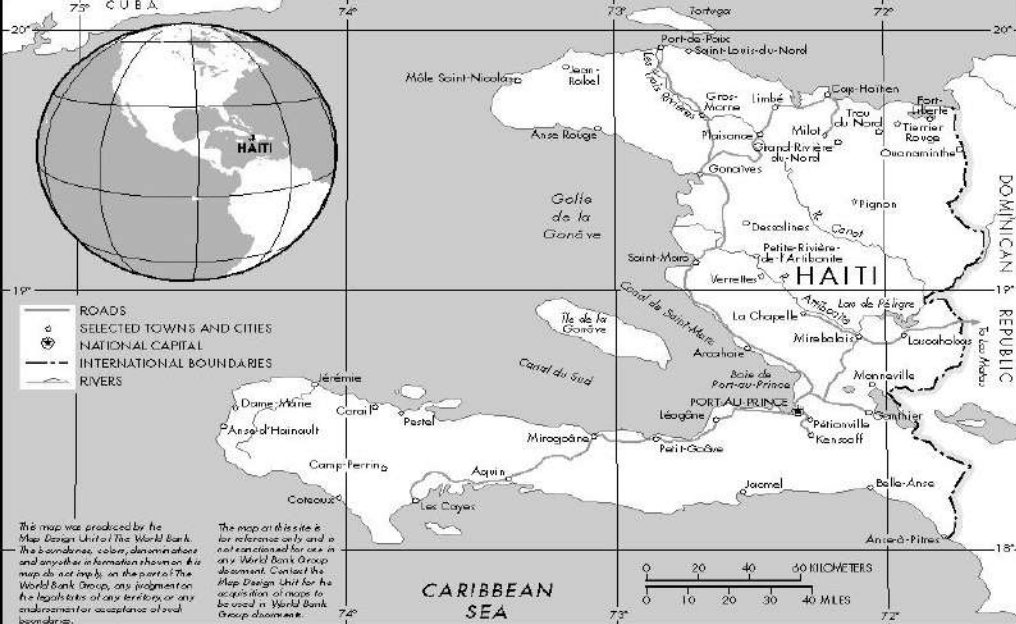 73°
CUBA
74°
73°
Tortuga
72°
20°
20°
Port-de-Paix
Saint-Louis-du-Nord
Môle Saint-Nicolas
Jean-
Rabel
Les Trois Rivières
Gros-
Morne
Limbé
Cap-Haïtien
Fort-
Liberté
Trou
du Nord
Terrier
Rouge
Anse Rouge
Plaisance
Milot
Grand-Rivière
du-Nord
Ouanaminthe
HAITI
Gonaïves
Golfe
de la
Gonâve
Pignon
R. Canot
Dessalines
DOMINICAN REPUBLIC
Petite-Rivière-
de-l'Artibonite
Saint-Marc
Verrettes
HAITI
R. Artibonite
19°
19°
Lac de Péligre
ROADS
SELECTED TOWNS AND CITIES
NATIONAL CAPITAL
INTERNATIONAL BOUNDARIES
RIVERS
Canal de Saint-Marc
La Chapelle
Île de la
Gonâve
Mirebalais
Lascahobas
To Las Matas
Arcahaie
Canal du Sud
Baie de
Port-au-Prince
Monneville
Jérémie
Dame-Marie
Corail
Pestel
PORT-AU-PRINCE
Léogâne
Ganthier
Pétionville
Kenscoff
Anse-d'Hainault
Miragoâne
Petit-Goâve
Camp-Perrin
Aquin
Coteaux
Les Cayes
Jacmel
Belle-Anse
Anse-à-Pitres
18°
This map was produced by the
Map Design Unit of The World Bank.
The boundaries, colors, denominations
and any other information shown on this
map do not imply, on the part of The
World Bank Group, any judgment on
the legal status of any territory, or any
endorsement or acceptance of such
boundaries.
The map on this site is
for reference only and is
not sanctioned for use in
any World Bank Group
document. Contact the
Map Design Unit for the
acquisition of maps to
be used in World Bank
Group documents.
CARIBBEAN
SEA
0 20 40 60 KILOMETERS
0 10 20 30 40 MILES
74°
73°
72°